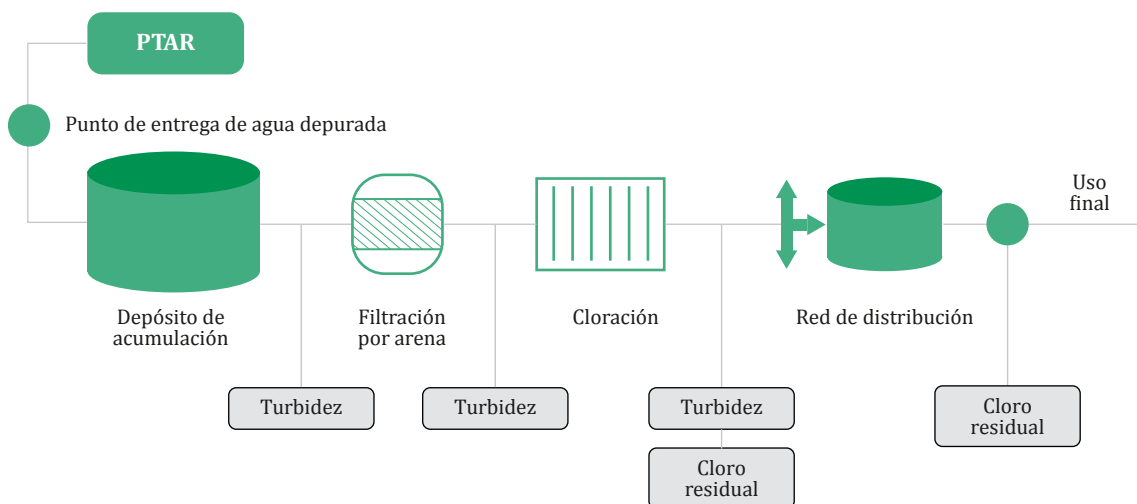 PTAR
Punto de entrega de agua depurada
Uso
final
Depósito de
acumulación
Filtración
por arena
Cloración
Red de distribución
Turbidez
Turbidez
Turbidez
Cloro
residual
Cloro
residual